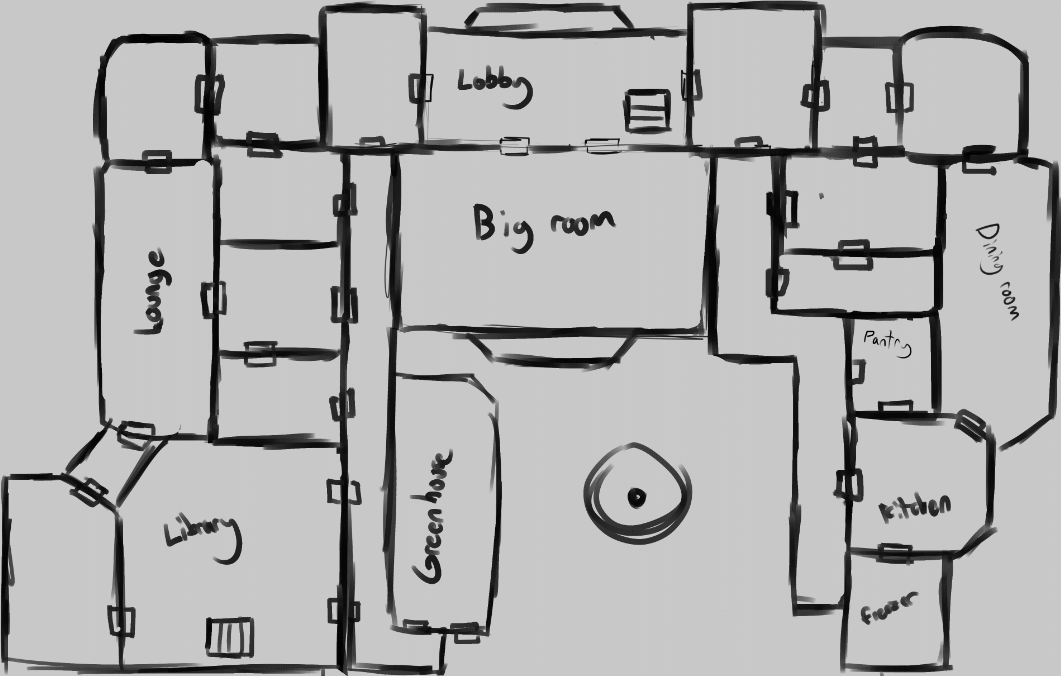 Lobby
Big room
Lounge
Dining room
Pantry
Greenhouse
Library
Kitchen
Freezer